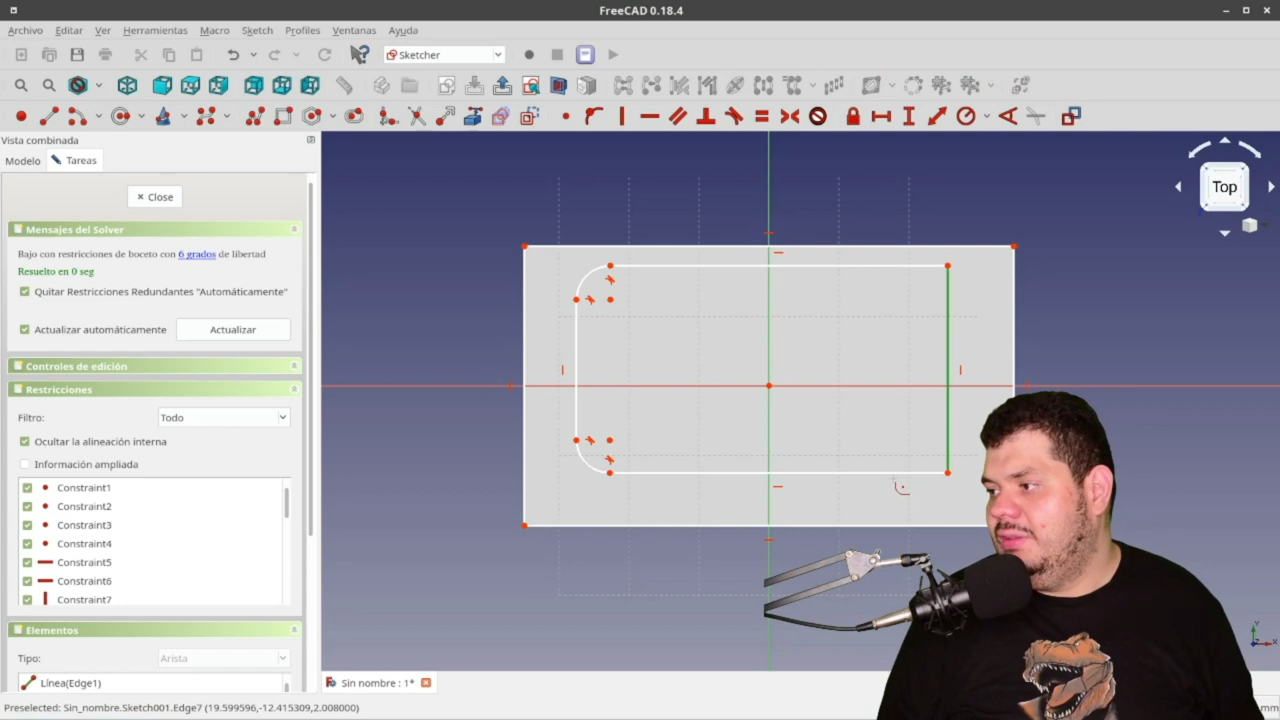 FreeCAD 0.18.4
Archivo Editar Ver Herramientas Macro Sketch Profiles Ventanas Ayuda
Sketcher
Vista combinada
Modelo Tareas
× Close
Mensajes del Solver
Bajo con restricciones de boceto con 6 grados de libertad
Resuelto en 0 seg
Quitar Restricciones Redundantes "Automáticamente"
Actualizar automáticamente Actualizar
Controles de edición
Restricciones
Filtro: Todo
Ocultar la alineación interna
Información ampliada
Constraint1
Constraint2
Constraint3
Constraint4
Constraint5
Constraint6
Constraint7
Elementos
Tipo: Arista
Línea(Edge1)
Top
Y
X
Sin nombre : 1*
Preselected: Sin_nombre.Sketch001.Edge7 (19.599596,-12.415309,2.008000)
mm